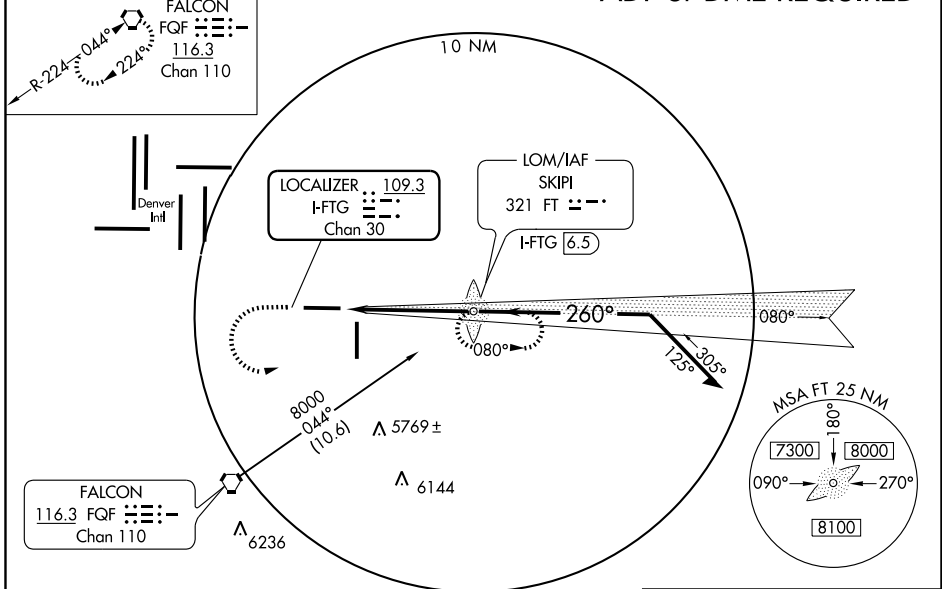 ADF or DME REQUIRED
FALCON
FQF
116.3
Chan 110
R-224
044°
224°
10 NM
Denver
Intl
LOCALIZER 109.3
I-FTG
Chan 30
LOM/IAF
SKIPI
321 FT
I-FTG 6.5
260°
080°
080°
305°
125°
8000
044°
(10.6)
5769 ±
6144
6236
FALCON
116.3 FQF
Chan 110
MSA FT 25 NM
180°
7300 8000
090° 270°
8100